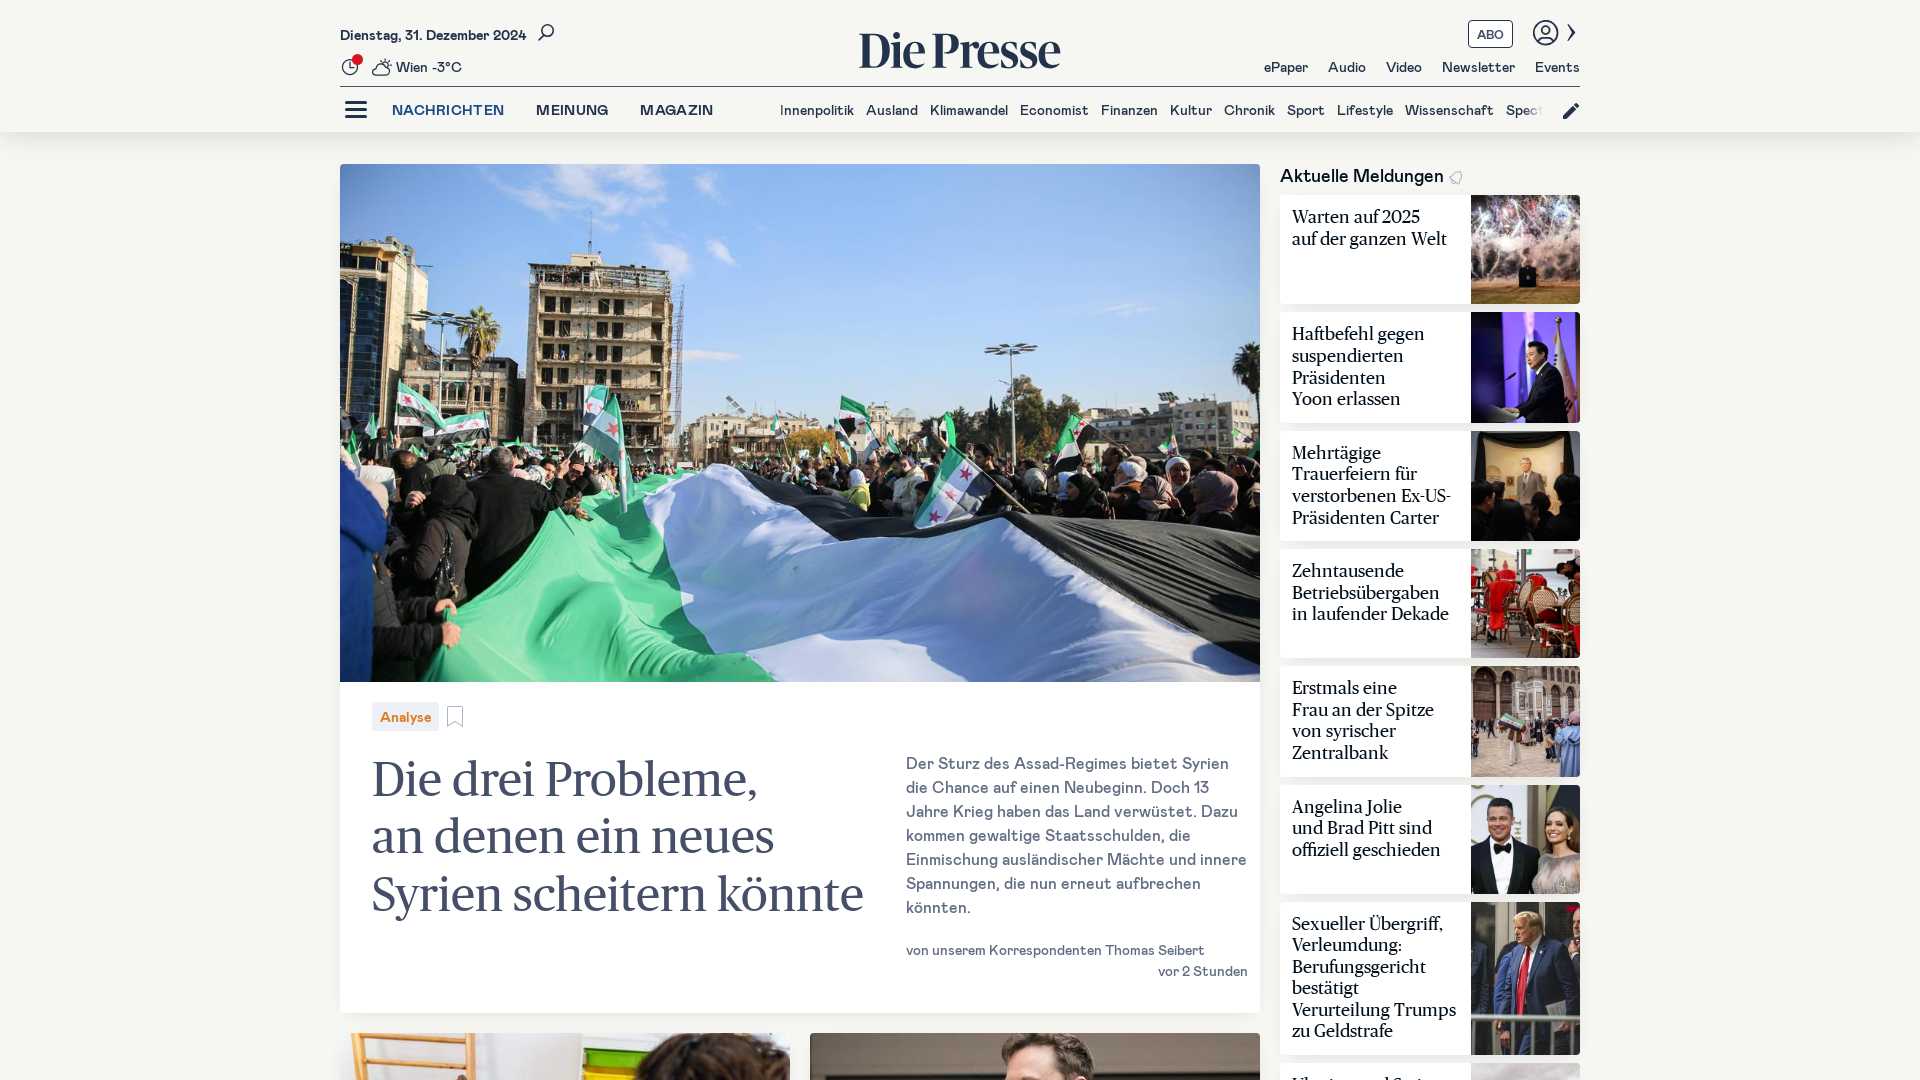 Dienstag, 31. Dezember 2024
Wien -3°C
Die Presse
ABO
ePaper Audio Video Newsletter Events
NACHRICHTEN MEINUNG MAGAZIN
Innenpolitik Ausland Klimawandel Economist Finanzen Kultur Chronik Sport Lifestyle Wissenschaft
Analyse
Die drei Probleme,
an denen ein neues
Syrien scheitern könnte
Der Sturz des Assad-Regimes bietet Syrien
die Chance auf einen Neubeginn. Doch 13
Jahre Krieg haben das Land verwüstet. Dazu
kommen gewaltige Staatsschulden, die
Einmischung ausländischer Mächte und innere
Spannungen, die nun erneut aufbrechen
könnten.
von unserem Korrespondenten Thomas Seibert
vor 2 Stunden
Aktuelle Meldungen
Warten auf 2025
auf der ganzen Welt
Haftbefehl gegen
suspendierten
Präsidenten
Yoon erlassen
Mehrtägige
Trauerfeiern für
verstorbenen Ex-US-
Präsidenten Carter
Zehntausende
Betriebsübergaben
in laufender Dekade
Erstmals eine
Frau an der Spitze
von syrischer
Zentralbank
Angelina Jolie
und Brad Pitt sind
offiziell geschieden
Sexueller Übergriff,
Verleumdung:
Berufungsgericht
bestätigt
Verurteilung Trumps
zu Geldstrafe